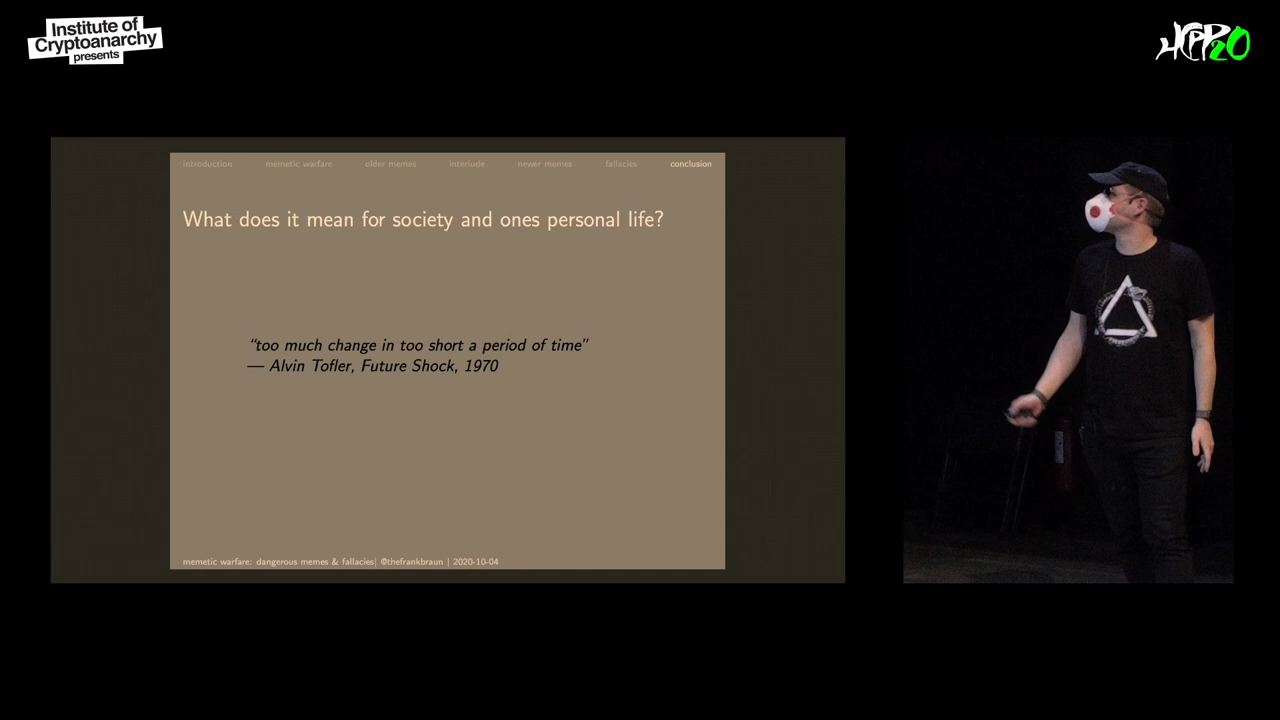 Institute of
Cryptoanarchy
presents
HCPP20
introduction memetic warfare older memes interlude newer memes fallacies conclusion
What does it mean for society and ones personal life?
“too much change in too short a period of time”
— Alvin Tofler, Future Shock, 1970
memetic warfare: dangerous memes & fallacies| @thefrankbraun | 2020-10-04